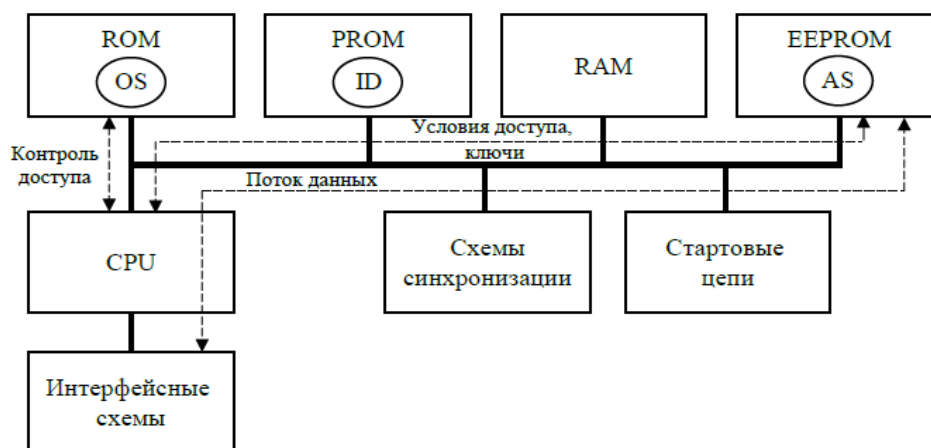 ROM
OS
PROM
ID
RAM
EEPROM
AS
Контроль
доступа
Условия доступа,
ключи
Поток данных
CPU
Схемы
синхронизации
Стартовые
цепи
Интерфейсные
схемы